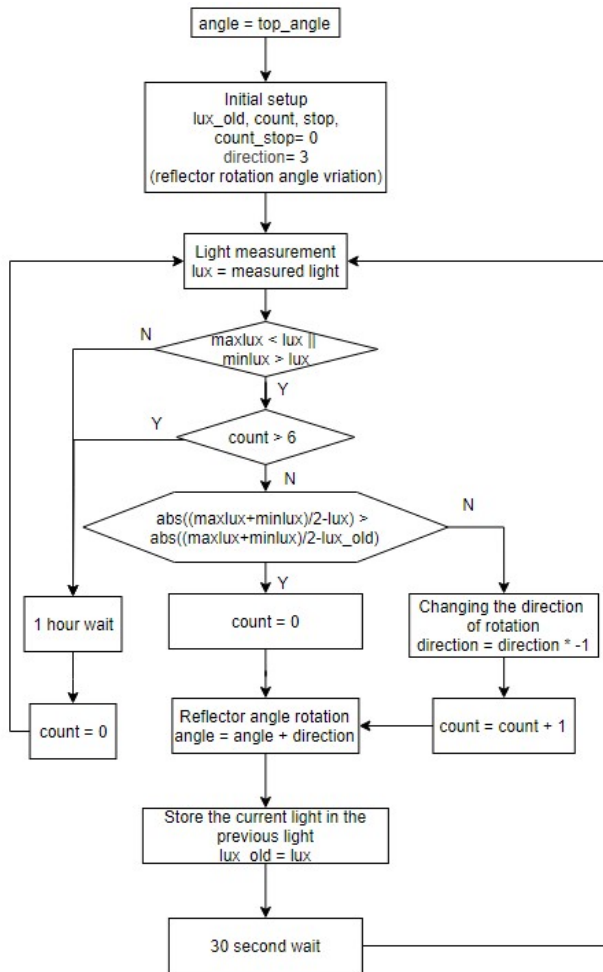 angle = top_angle
Initial setup
lux_old, count, stop,
count_stop= 0
direction= 3
(reflector rotation angle vriation)
Light measurement
lux = measured light
N
maxlux < lux ||
minlux > lux
Y
Y
count > 6
N
N
abs((maxlux+minlux)/2-lux) >
abs((maxlux+minlux)/2-lux_old)
Y
1 hour wait
count = 0
Changing the direction
of rotation
direction = direction * -1
count = 0
Reflector angle rotation
angle = angle + direction
count = count + 1
Store the current light in the
previous light
lux_old = lux
30 second wait